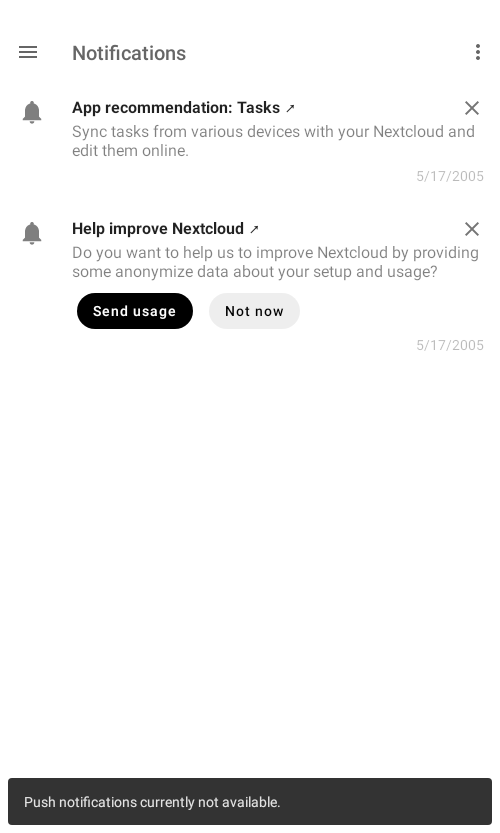 Notifications
App recommendation: Tasks ↗
Sync tasks from various devices with your Nextcloud and
edit them online.
5/17/2005
Help improve Nextcloud ↗
Do you want to help us to improve Nextcloud by providing
some anonymize data about your setup and usage?
Send usage
Not now
5/17/2005
Push notifications currently not available.